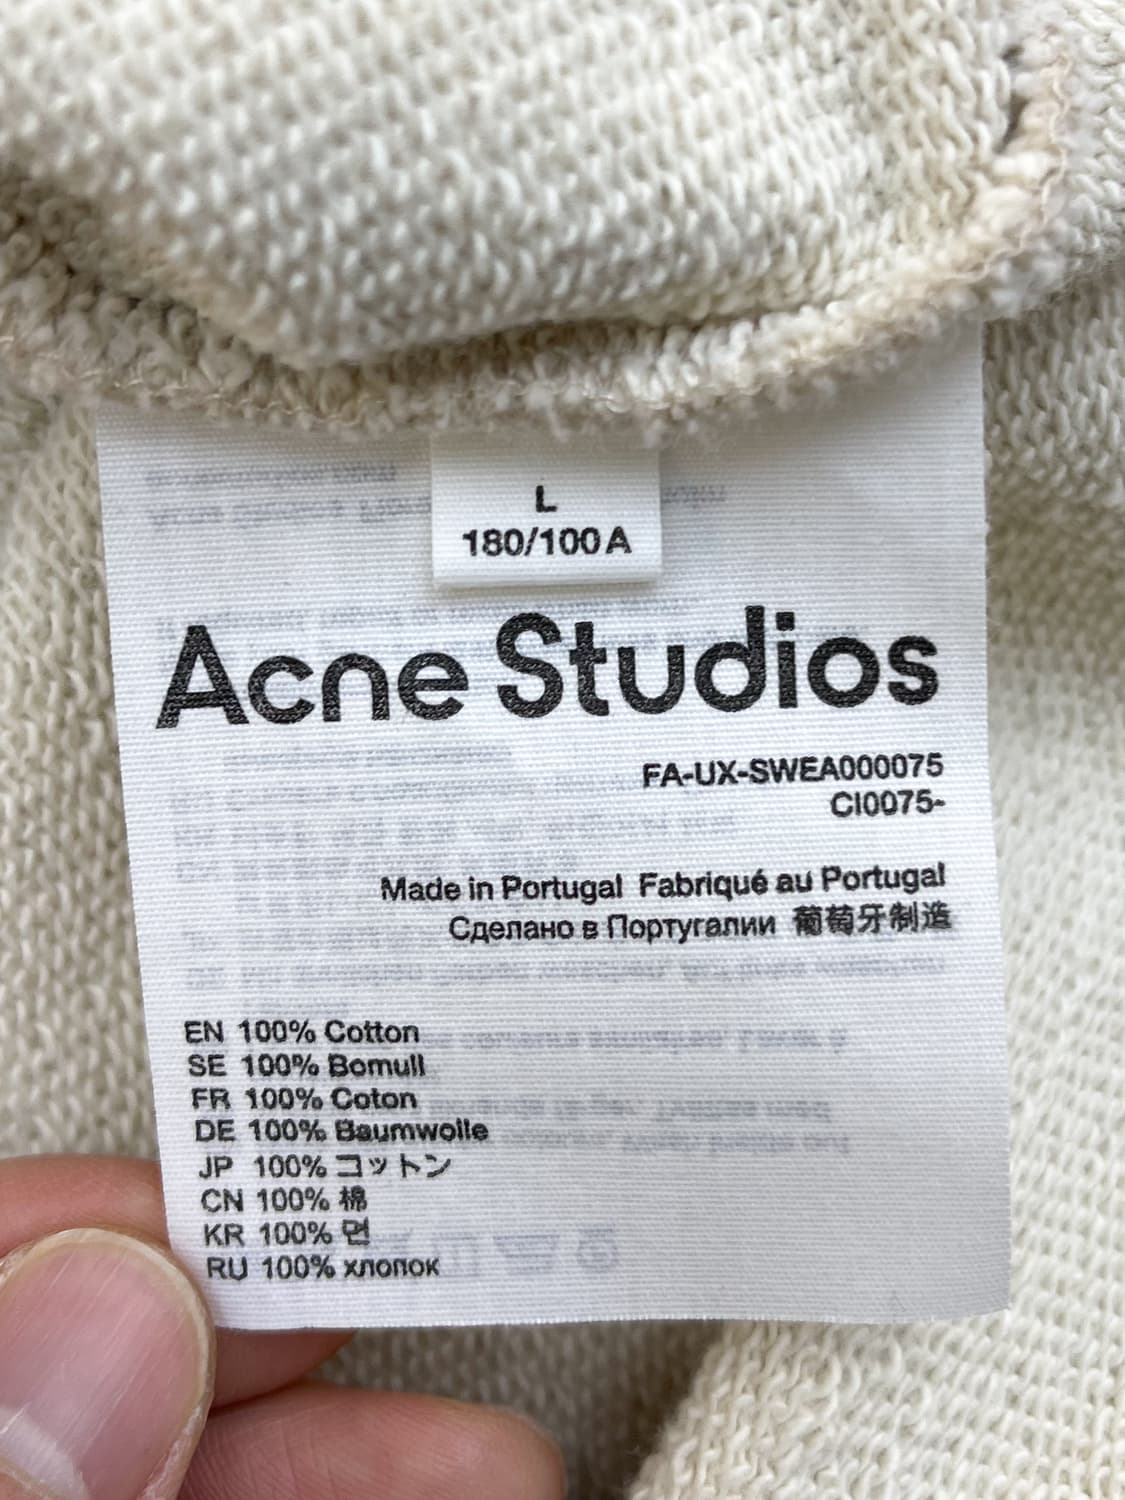 L
180/100A
Acne Studios
FA-UX-SWEA000075
CI0075-
Made in Portugal Fabriqué au Portugal
Сделано в Португалии 葡萄牙制造
EN 100% Cotton
SE 100% Bomull
FR 100% Coton
DE 100% Baumwolle
JP 100% コットン
CN 100% 棉
KR 100% 면
RU 100% хлопок